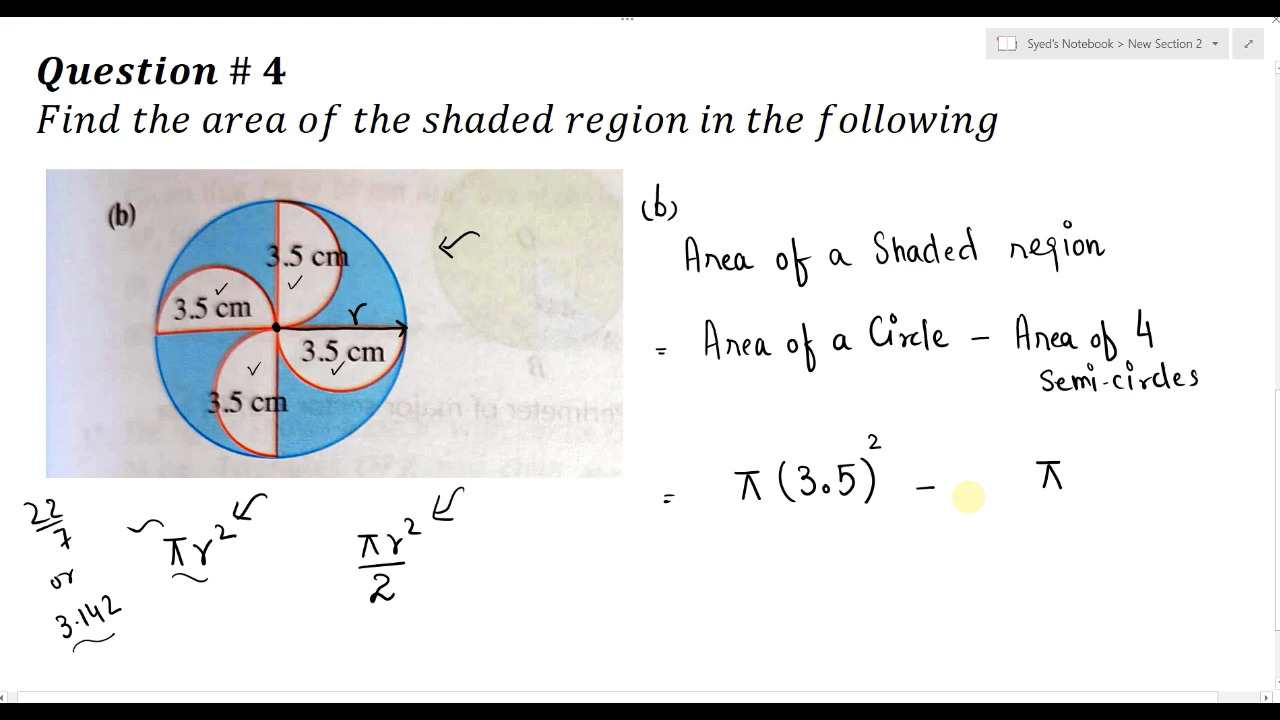 Syed's Notebook > New Section 2
Question # 4
Find the area of the shaded region in the following
(b)
3.5 cm
3.5 cm
r
3.5 cm
3.5 cm
(b)
Area of a Shaded region
= Area of a Circle - Area of 4
Semi-circles
= π (3.5)² - π
22/7
or
3.142
πr²
πr²/2